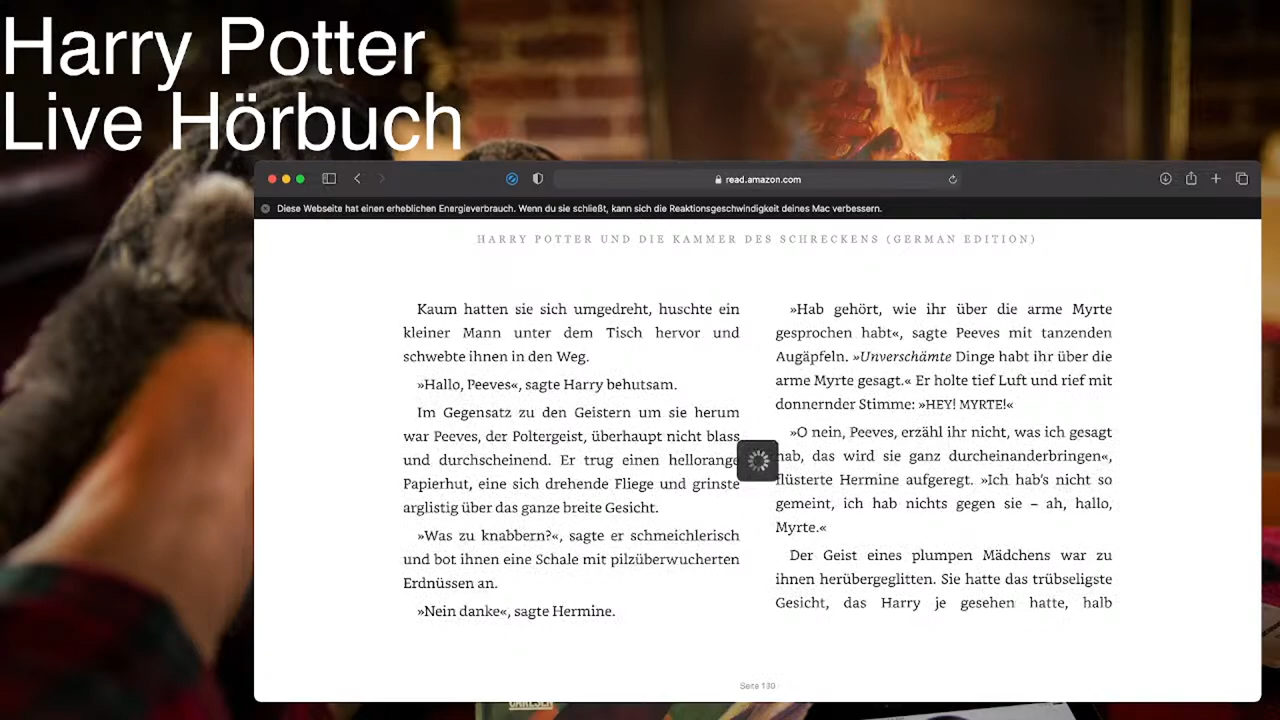 Harry Potter
Live Hörbuch
read.amazon.com
Diese Webseite hat einen erheblichen Energieverbrauch. Wenn du sie schließt, kann sich die Reaktionsgeschwindigkeit deines Mac verbessern.
HARRY POTTER UND DIE KAMMER DES SCHRECKENS (GERMAN EDITION)
Kaum hatten sie sich umgedreht, huschte ein
kleiner Mann unter dem Tisch hervor und
schwebte ihnen in den Weg.
»Hallo, Peeves«, sagte Harry behutsam.
Im Gegensatz zu den Geistern um sie herum
war Peeves, der Poltergeist, überhaupt nicht blass
und durchscheinend. Er trug einen hellorange
Papierhut, eine sich drehende Fliege und grinste
arglistig über das ganze breite Gesicht.
»Was zu knabbern?«, sagte er schmeichlerisch
und bot ihnen eine Schale mit pilzüberwucherten
Erdnüssen an.
»Nein danke«, sagte Hermine.
»Hab gehört, wie ihr über die arme Myrte
gesprochen habt«, sagte Peeves mit tanzenden
Augäpfeln. »Unverschämte Dinge habt ihr über die
arme Myrte gesagt.« Er holte tief Luft und rief mit
donnernder Stimme: »HEY! MYRTE!«
»O nein, Peeves, erzähl ihr nicht, was ich gesagt
hab, das wird sie ganz durcheinanderbringen«,
flüsterte Hermine aufgeregt. »Ich hab's nicht so
gemeint, ich hab nichts gegen sie – ah, hallo,
Myrte.«
Der Geist eines plumpen Mädchens war zu
ihnen herübergeglitten. Sie hatte das trübseligste
Gesicht, das Harry je gesehen hatte, halb
Seite 130
CARLSEN